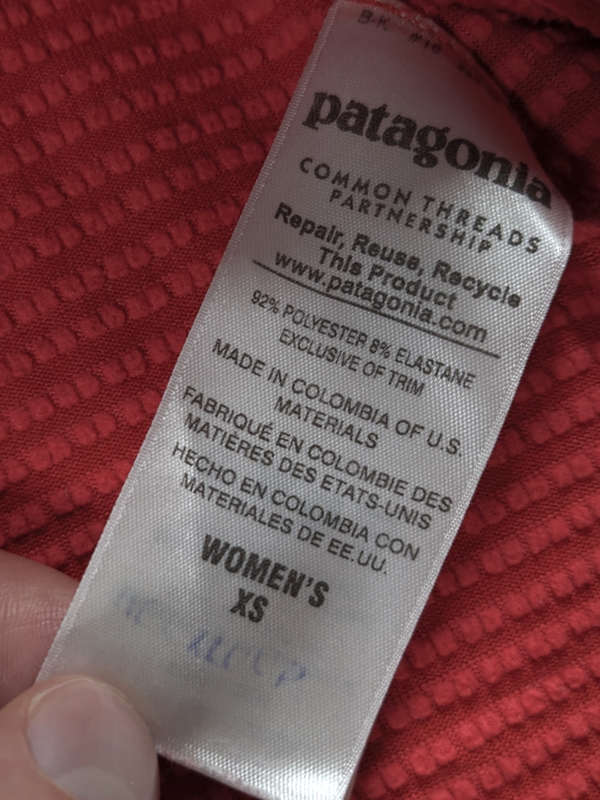 patagonia
COMMON THREADS
PARTNERSHIP
Repair, Reuse, Recycle
This Product
www.patagonia.com
92% POLYESTER 8% ELASTANE
EXCLUSIVE OF TRIM
MADE IN COLOMBIA OF U.S.
MATERIALS
FABRIQUÉ EN COLOMBIE DES
MATIÈRES DES ETATS-UNIS
HECHO EN COLOMBIA CON
MATERIALES DE EE.UU.
WOMEN'S
XS